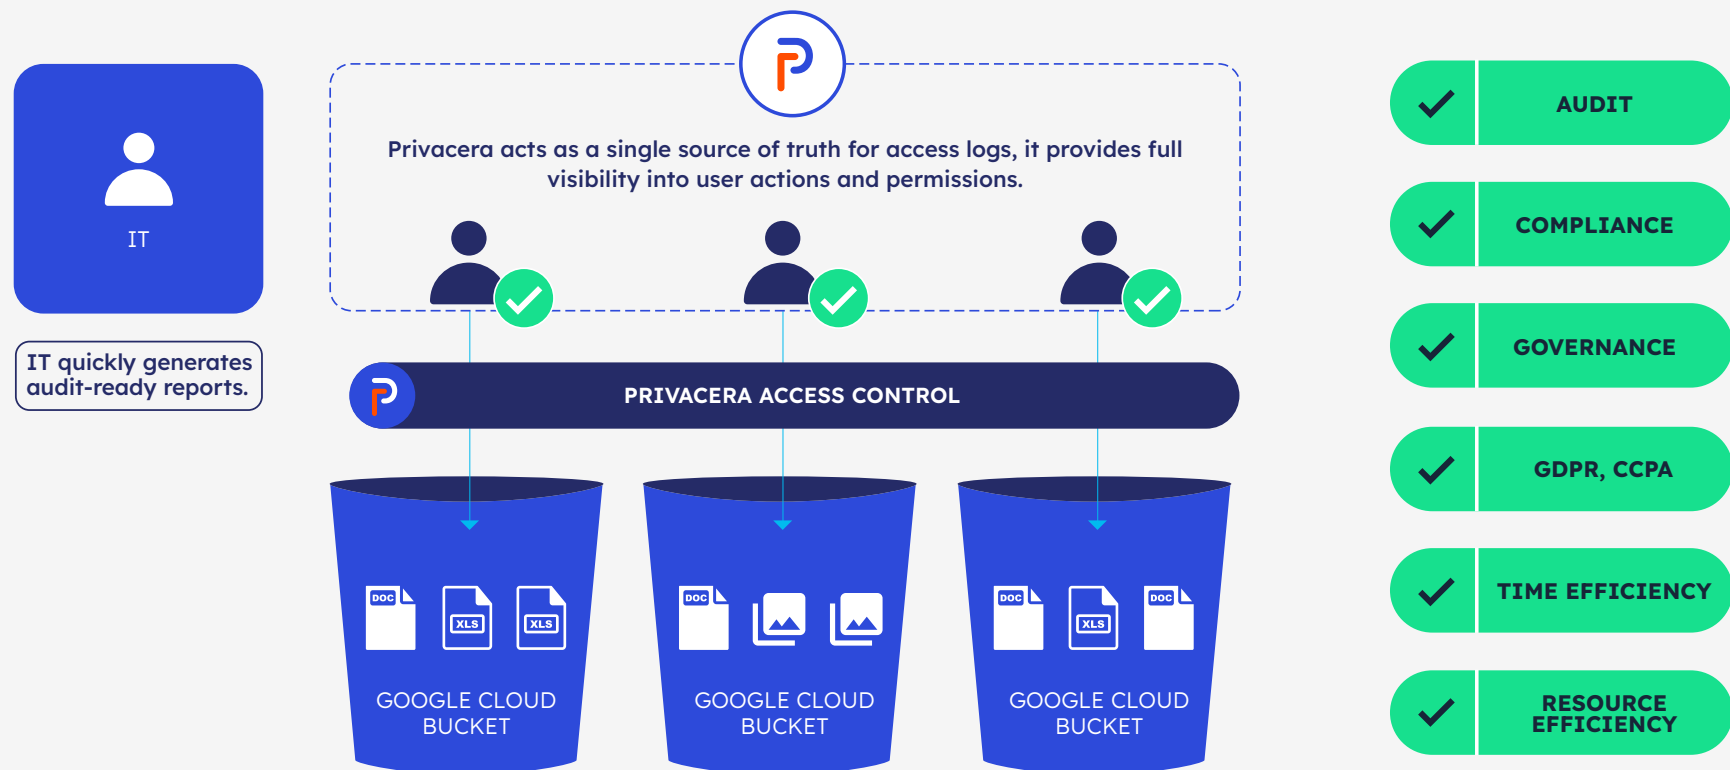 IT
IT quickly generates
audit-ready reports.
Privacera acts as a single source of truth for access logs, it provides full
visibility into user actions and permissions.
PRIVACERA ACCESS CONTROL
DOC
XLS
XLS
GOOGLE CLOUD
BUCKET
DOC
GOOGLE CLOUD
BUCKET
DOC
XLS
DOC
GOOGLE CLOUD
BUCKET
AUDIT
COMPLIANCE
GOVERNANCE
GDPR, CCPA
TIME EFFICIENCY
RESOURCE
EFFICIENCY